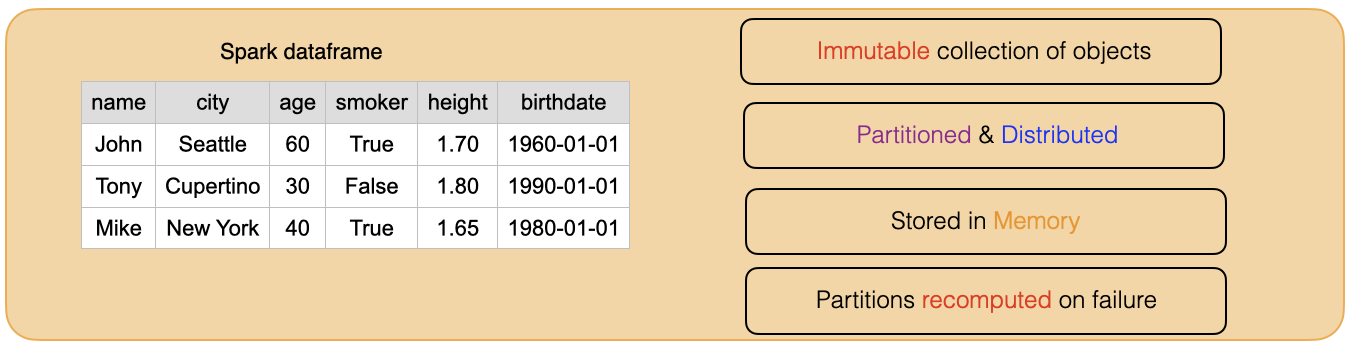 Spark dataframe
name city age smoker height birthdate
John Seattle 60 True 1.70 1960-01-01
Tony Cupertino 30 False 1.80 1990-01-01
Mike New York 40 True 1.65 1980-01-01
Immutable collection of objects
Partitioned & Distributed
Stored in Memory
Partitions recomputed on failure